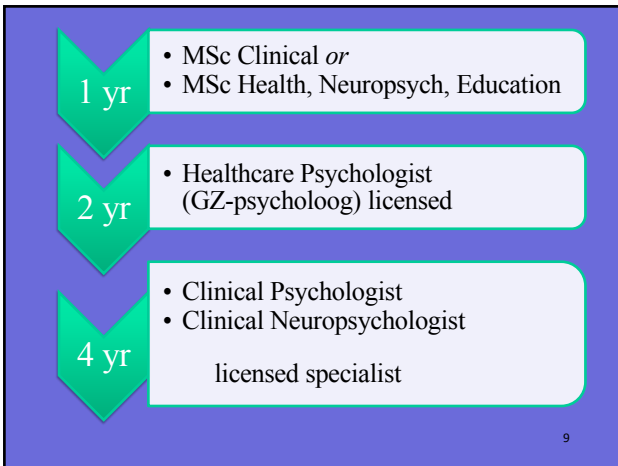 1 yr
• MSc Clinical or
• MSc Health, Neuropsych, Education
2 yr
• Healthcare Psychologist
(GZ-psycholoog) licensed
4 yr
• Clinical Psychologist
• Clinical Neuropsychologist
licensed specialist
9